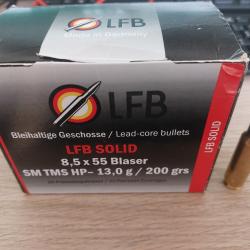 LFB
Made in Germany
LFB
Bleihaltige Geschosse / Lead-core bullets
LFB SOLID
8,5 x 55 Blaser
SM TMS HP– 13,0 g / 200 grs
LFB SOLID